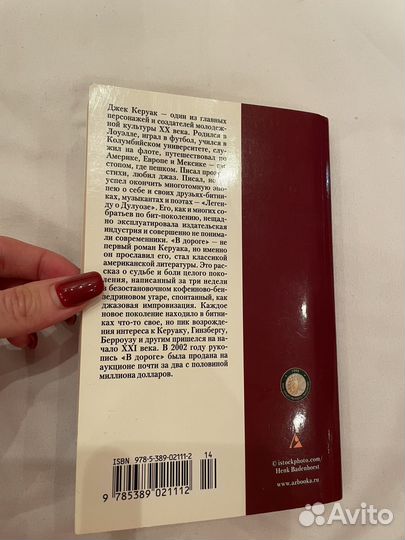 Джек Керуак – один из главных
персонажей и создателей молодеж-
ной культуры XX века. Родился в
Лоуэлле, играл в футбол, учился в
Колумбийском университете, слу-
жил на флоте, путешествовал по
Америке, Европе и Мексике –
стопом, где пешком. Писал
стихи, любил джаз. Писал,
успел окончить многотомную эпо-
пею о себе и своих друзьях-битни-
ках, музыкантах и поэтах – «Леген-
ду о Дулуозе». Его, как и многих со-
братьев по бит-поколению, нещад-
но эксплуатировала издательская
индустрия и совершенно не понима-
ли современники. «В дороге» – не
первый роман Керуака, но именно
он прославил его, стал классикой
американской литературы. Это рас-
сказ о судьбе и боли целого поко-
ления, написанный за три недели
в безостановочном кофеиново-бен-
зедриновом угаре, спонтанный, как
джазовая импровизация. Каждое
новое поколение находило в битни-
ках что-то свое, но пик возрожде-
ния интереса к Керуаку, Гинзбергу,
Берроузу и другим пришелся на на-
чало XXI века. В 2002 году руко-
пись «В дороге» была продана на
аукционе почти за два с половиной
миллиона долларов.
ISBN 978-5-389-02111-2 14
9 785389 021112
© istockphoto.com/
Henk Badenhorst
www.azbooka.ru
Avito